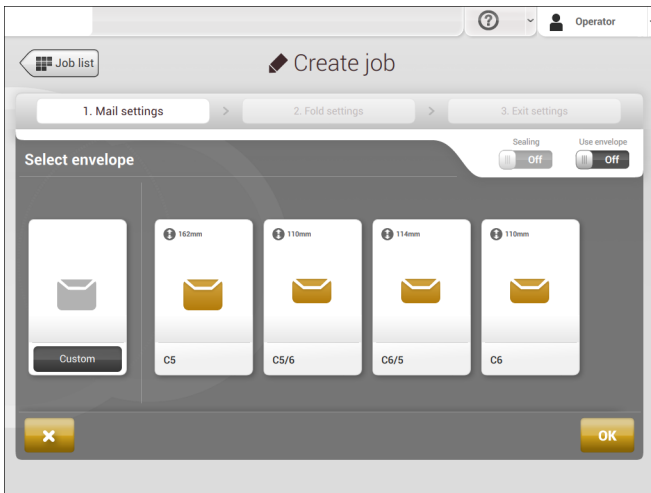 Operator
Job list
Create job
1. Mail settings
2. Fold settings
3. Exit settings
Sealing
Use envelope
Off
Off
Select envelope
162mm
110mm
114mm
110mm
Custom
C5
C5/6
C6/5
C6
OK